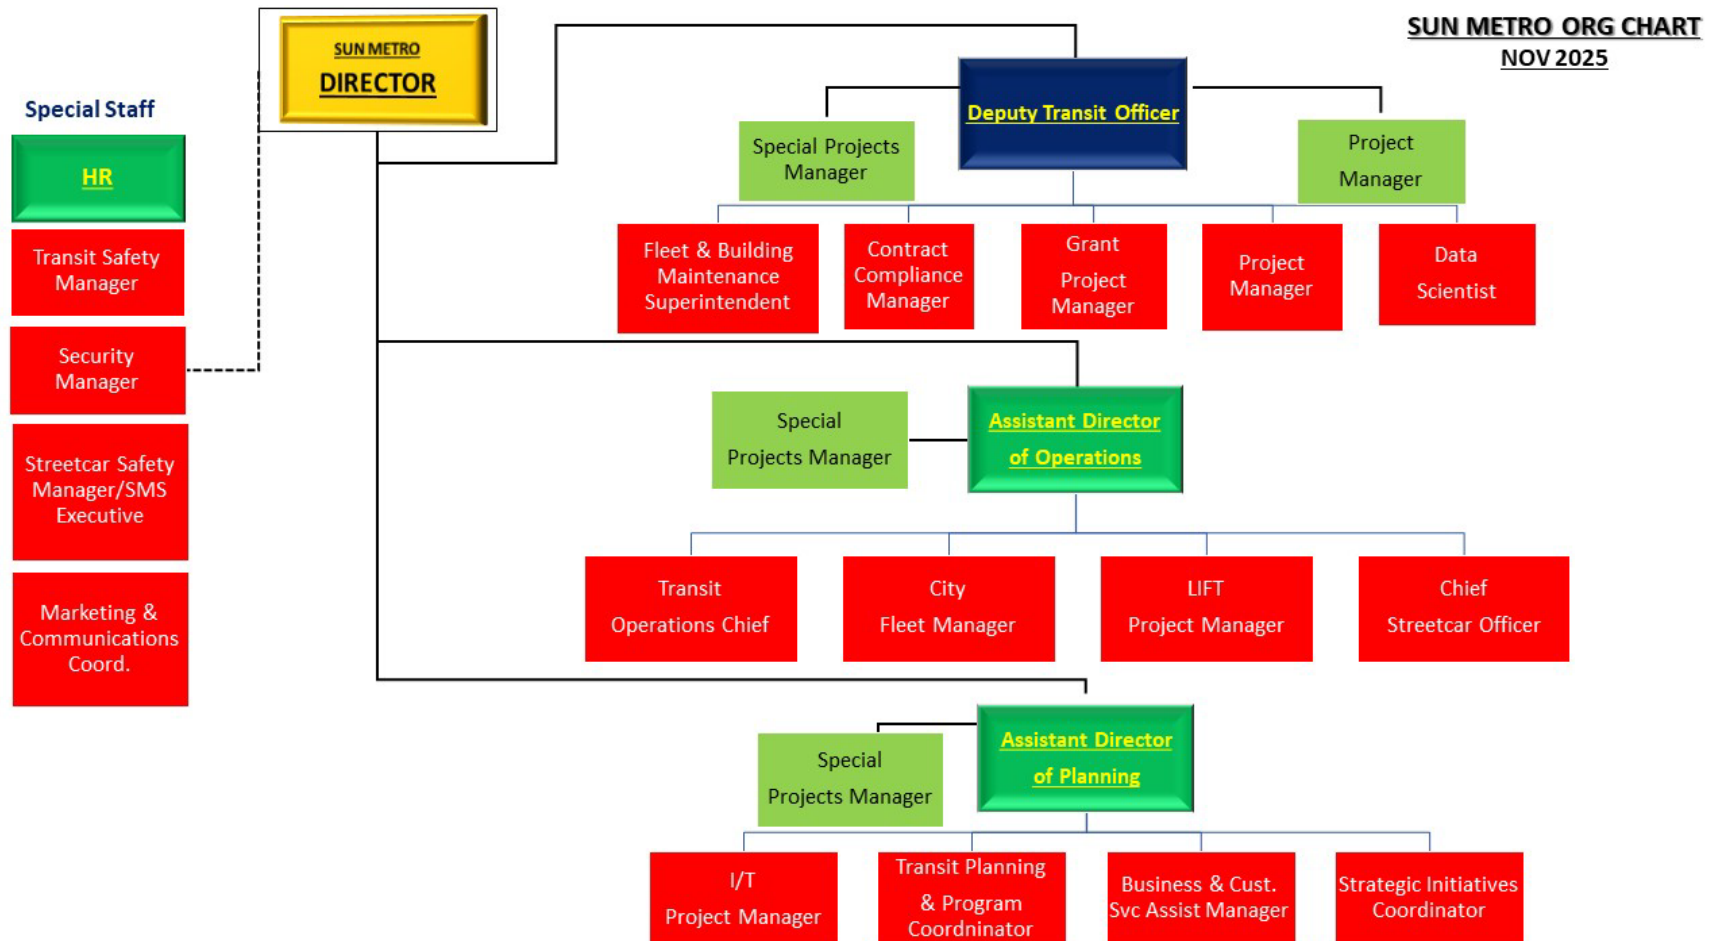 SUN METRO ORG CHART
NOV 2025
SUN METRO
DIRECTOR
Special Staff
HR
Transit Safety
Manager
Security
Manager
Streetcar Safety
Manager/SMS
Executive
Marketing &
Communications
Coord.
Deputy Transit Officer
Special Projects
Manager
Project
Manager
Fleet & Building
Maintenance
Superintendent
Contract
Compliance
Manager
Grant
Project
Manager
Project
Manager
Data
Scientist
Assistant Director
of Operations
Special
Projects Manager
Transit
Operations Chief
City
Fleet Manager
LIFT
Project Manager
Chief
Streetcar Officer
Assistant Director
of Planning
Special
Projects Manager
I/T
Project Manager
Transit Planning
& Program
Coordninator
Business & Cust.
Svc Assist Manager
Strategic Initiatives
Coordinator